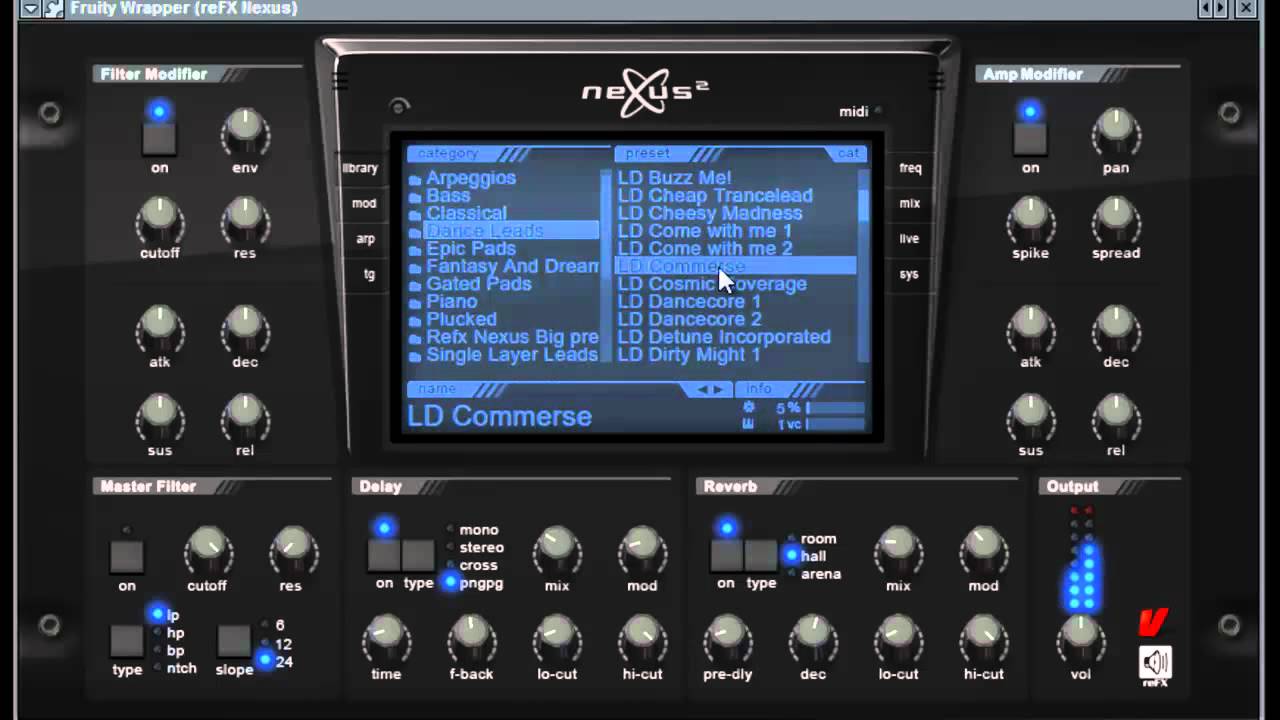 Fruity Wrapper (reFX Nexus)
Filter Modifier
on
env
cutoff
res
atk
dec
sus
rel
nexus²
midi
library
mod
arp
tg
category
Arpeggios
Bass
Classical
Dance Leads
Epic Pads
Fantasy And Dream
Gated Pads
Piano
Plucked
Refx Nexus Big pre
Single Layer Leads
preset
cat
LD Buzz Me!
LD Cheap Trancelead
LD Cheesy Madness
LD Come with me 1
LD Come with me 2
LD Commerse
LD Cosmic Coverage
LD Dancecore 1
LD Dancecore 2
LD Detune Incorporated
LD Dirty Might 1
name
info
LD Commerse
5 %
1 vc
freq
mix
live
sys
Amp Modifier
on
pan
spike
spread
atk
dec
sus
rel
Master Filter
on
cutoff
res
lp
hp
bp
ntch
type
slope
6
12
24
Delay
on
type
mono
stereo
cross
pngpg
mix
mod
time
f-back
lo-cut
hi-cut
Reverb
on
type
room
hall
arena
mix
mod
pre-dly
dec
lo-cut
hi-cut
Output
vol
V
reFX